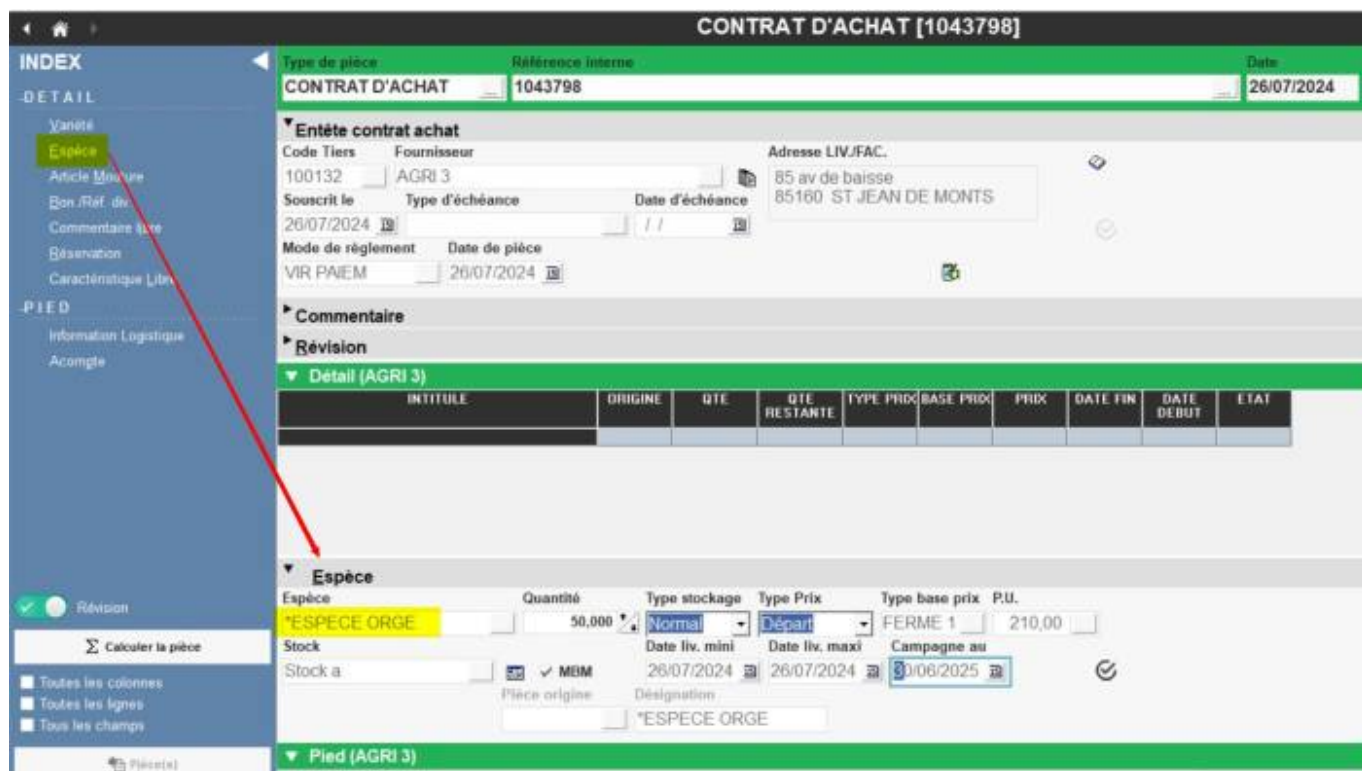 CONTRAT D'ACHAT [1043798]
INDEX
DETAIL
Variété
Espèce
Article Mouture
Bon /Réf. div
Commentaire libre
Réservation
Caractéristique Libre
PIED
Information Logistique
Acompte
Révision
Σ Calculer la pièce
Toutes les colonnes
Toutes les lignes
Tous les champs
Pièce(s)
Type de pièce Référence interne Date
CONTRAT D'ACHAT ... 1043798 ... 26/07/2024
Entête contrat achat
Code Tiers Fournisseur Adresse LIV./FAC.
100132 AGRI 3 85 av de baisse
85160 ST JEAN DE MONTS
Souscrit le Type d'échéance Date d'échéance
26/07/2024 / /
Mode de règlement Date de pièce
VIR PAIEM 26/07/2024
Commentaire
Révision
Détail (AGRI 3)
INTITULE ORIGINE QTE QTE RESTANTE TYPE PRIX BASE PRIX PRIX DATE FIN DATE DEBUT ETAT
Espèce
Espèce Quantité Type stockage Type Prix Type base prix P.U.
*ESPECE ORGE 50,000 Normal Départ FERME 1 210,00
Stock Date liv. mini Date liv. maxi Campagne au
Stock a MBM 26/07/2024 26/07/2024 30/06/2025
Pièce origine Désignation
*ESPECE ORGE
Pied (AGRI 3)